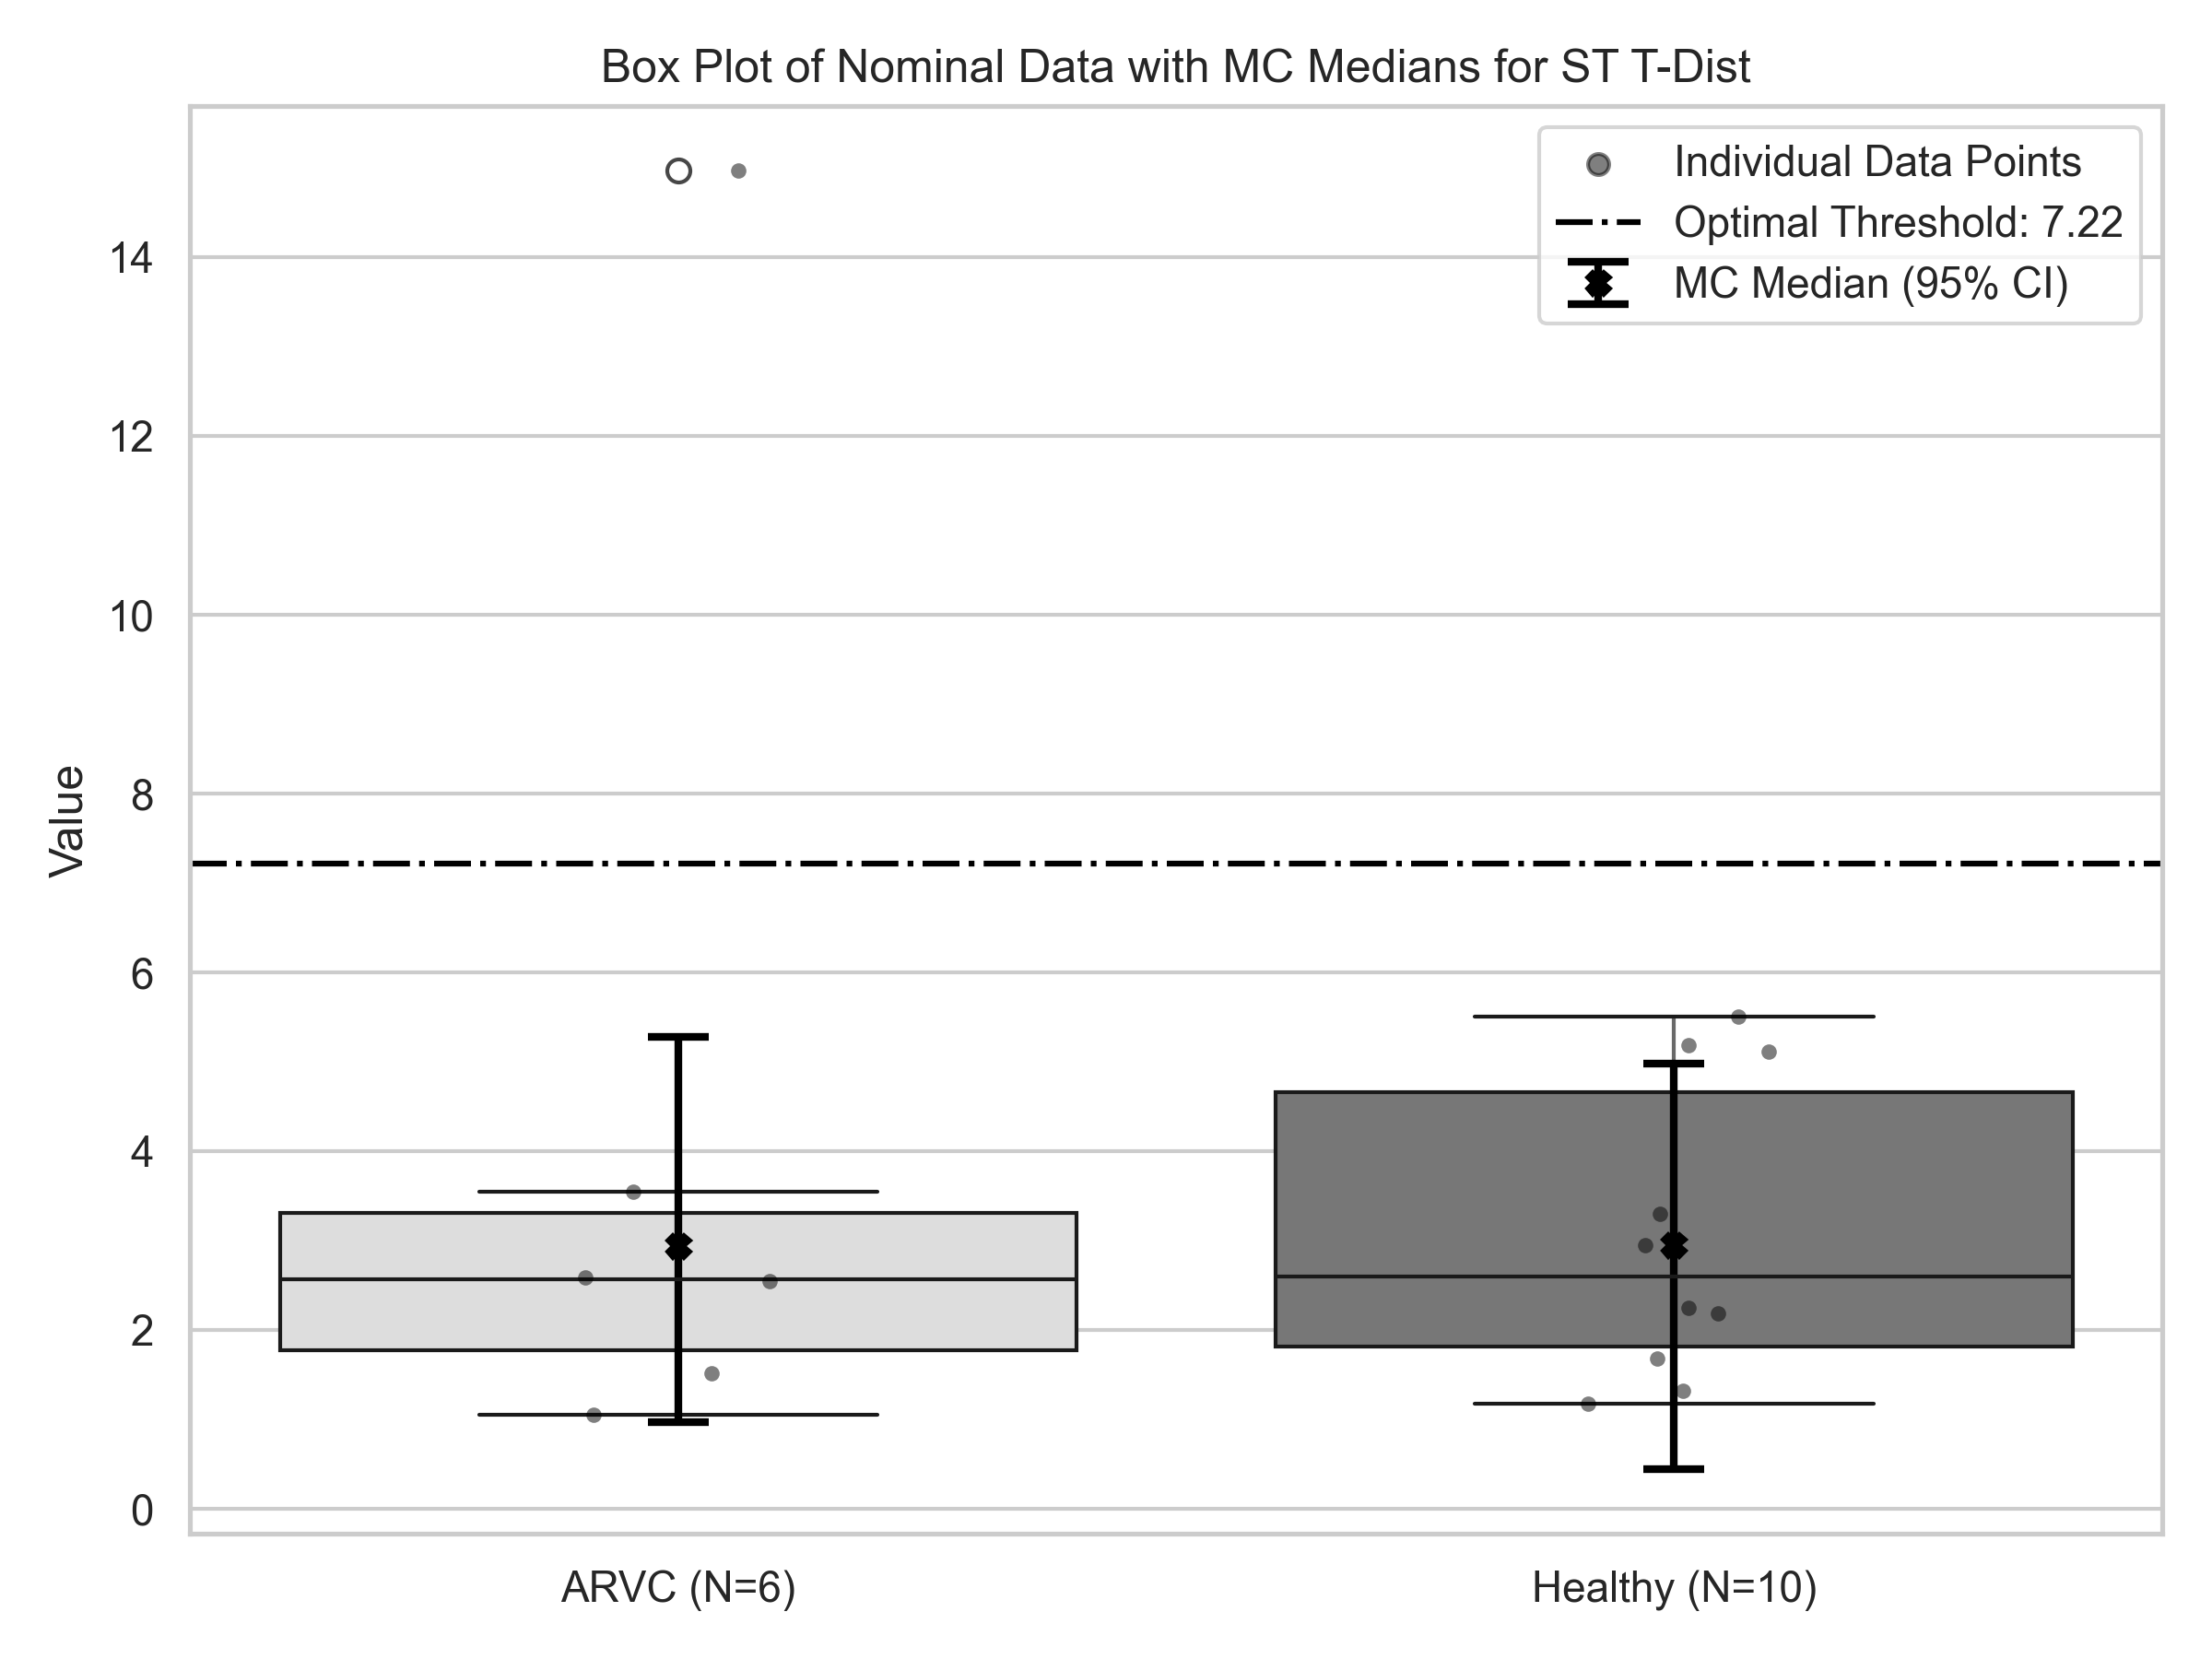 Box Plot of Nominal Data with MC Medians for ST T-Dist
Individual Data Points
Optimal Threshold: 7.22
MC Median (95% CI)
Value
14
12
10
8
6
4
2
0
ARVC (N=6)
Healthy (N=10)